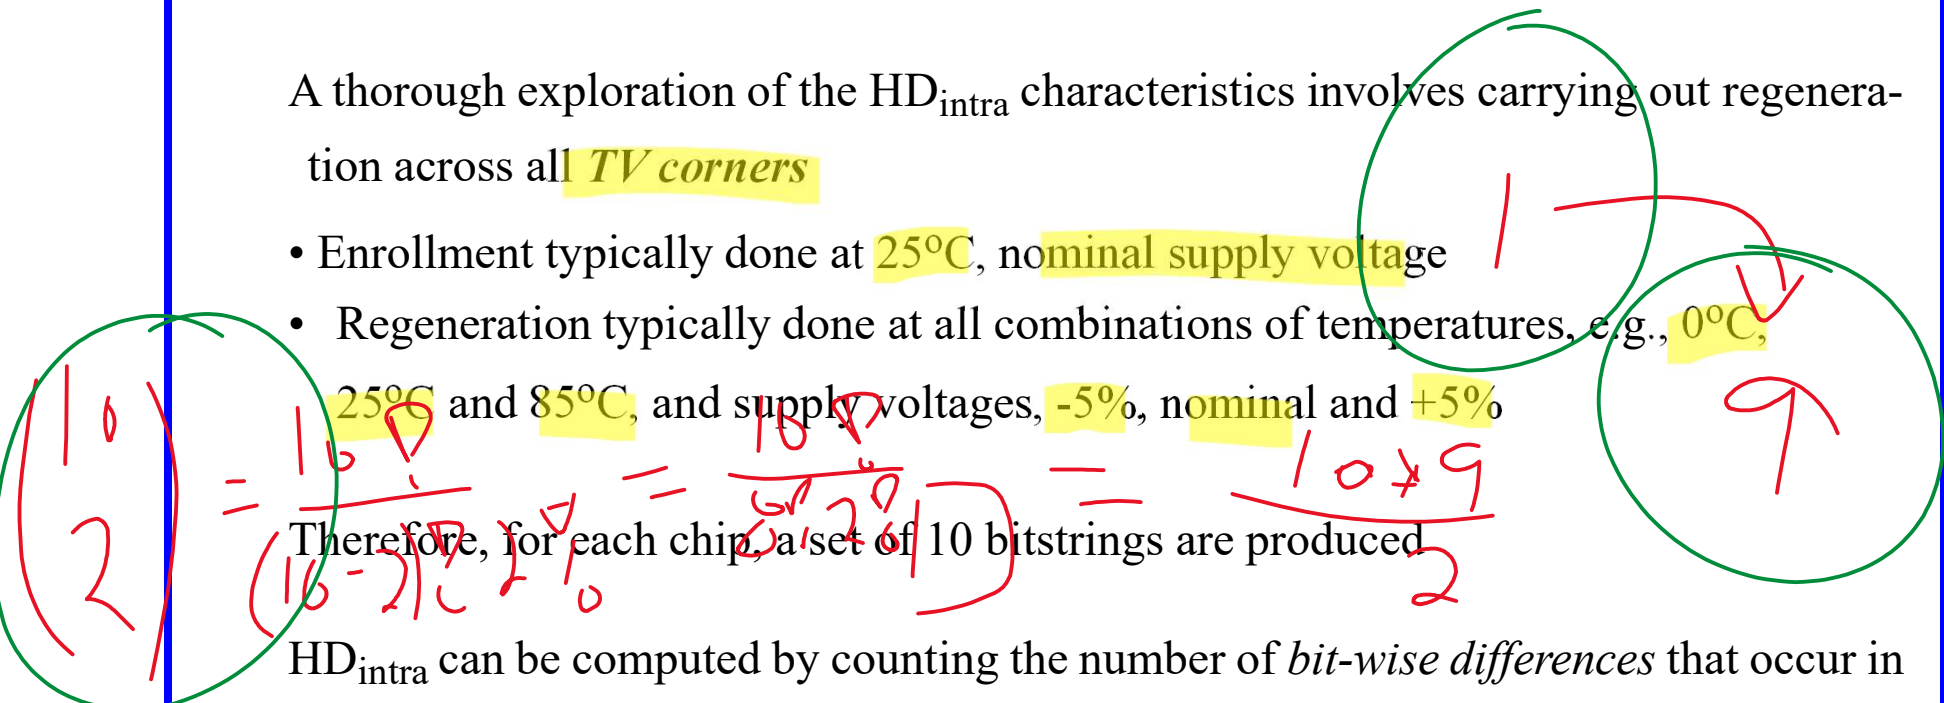 A thorough exploration of the HDintra characteristics involves carrying out regenera-
tion across all TV corners
• Enrollment typically done at 25ºC, nominal supply voltage
1
• Regeneration typically done at all combinations of temperatures, e.g., 0ºC,
25ºC and 85ºC, and supply voltages, -5%, nominal and +5%
9
(10 2) = 10! / (10-2)! 2! = 10! / 8! 2! = 10 x 9 / 2
Therefore, for each chip, a set of 10 bitstrings are produced
HDintra can be computed by counting the number of bit-wise differences that occur in